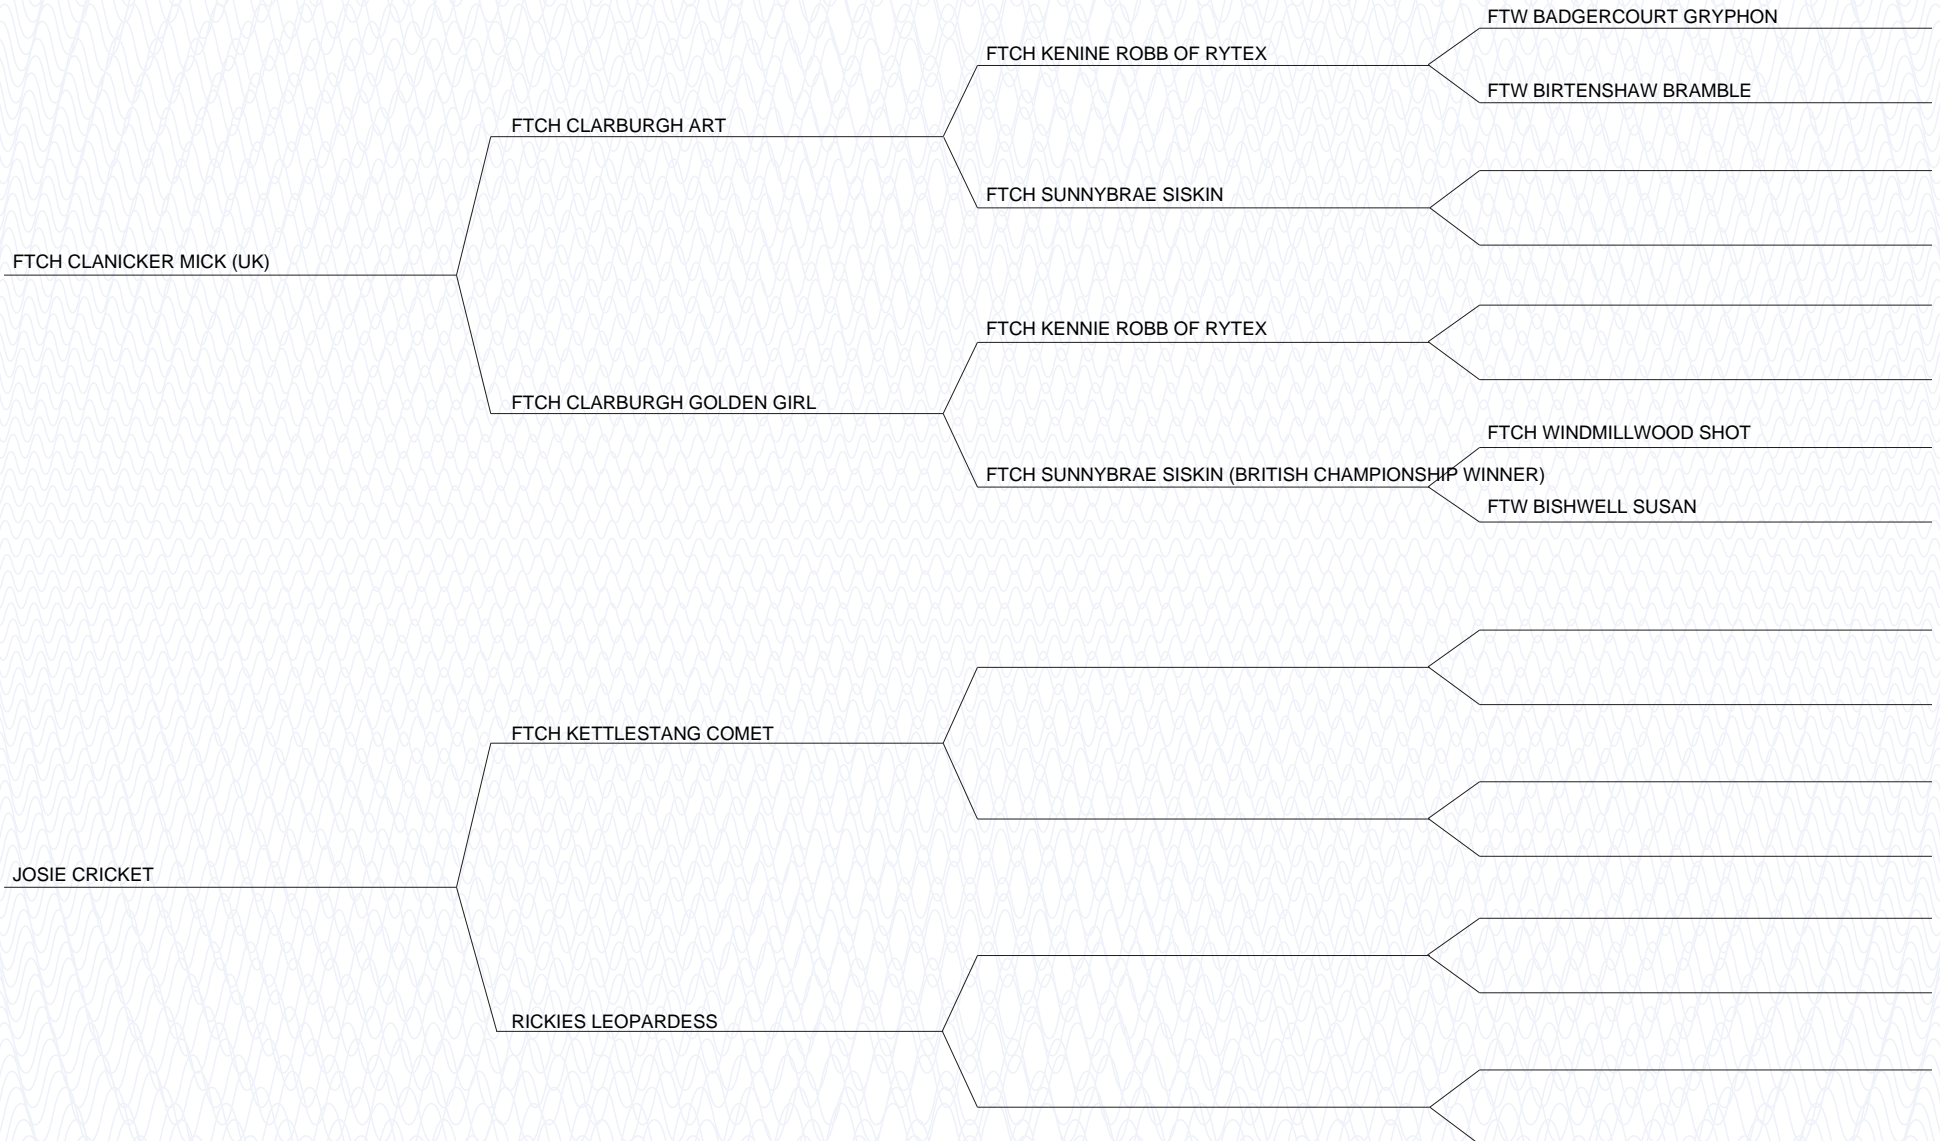 FTW BADGERCOURT GRYPHON
FTCH KENINE ROBB OF RYTEX
FTW BIRTENSHAW BRAMBLE
FTCH CLARBURGH ART
FTCH SUNNYBRAE SISKIN
FTCH CLANICKER MICK (UK)
FTCH KENNIE ROBB OF RYTEX
FTCH CLARBURGH GOLDEN GIRL
FTCH WINDMILLWOOD SHOT
FTCH SUNNYBRAE SISKIN (BRITISH CHAMPIONSHIP WINNER)
FTW BISHWELL SUSAN
FTCH KETTLESTANG COMET
JOSIE CRICKET
RICKIES LEOPARDESS